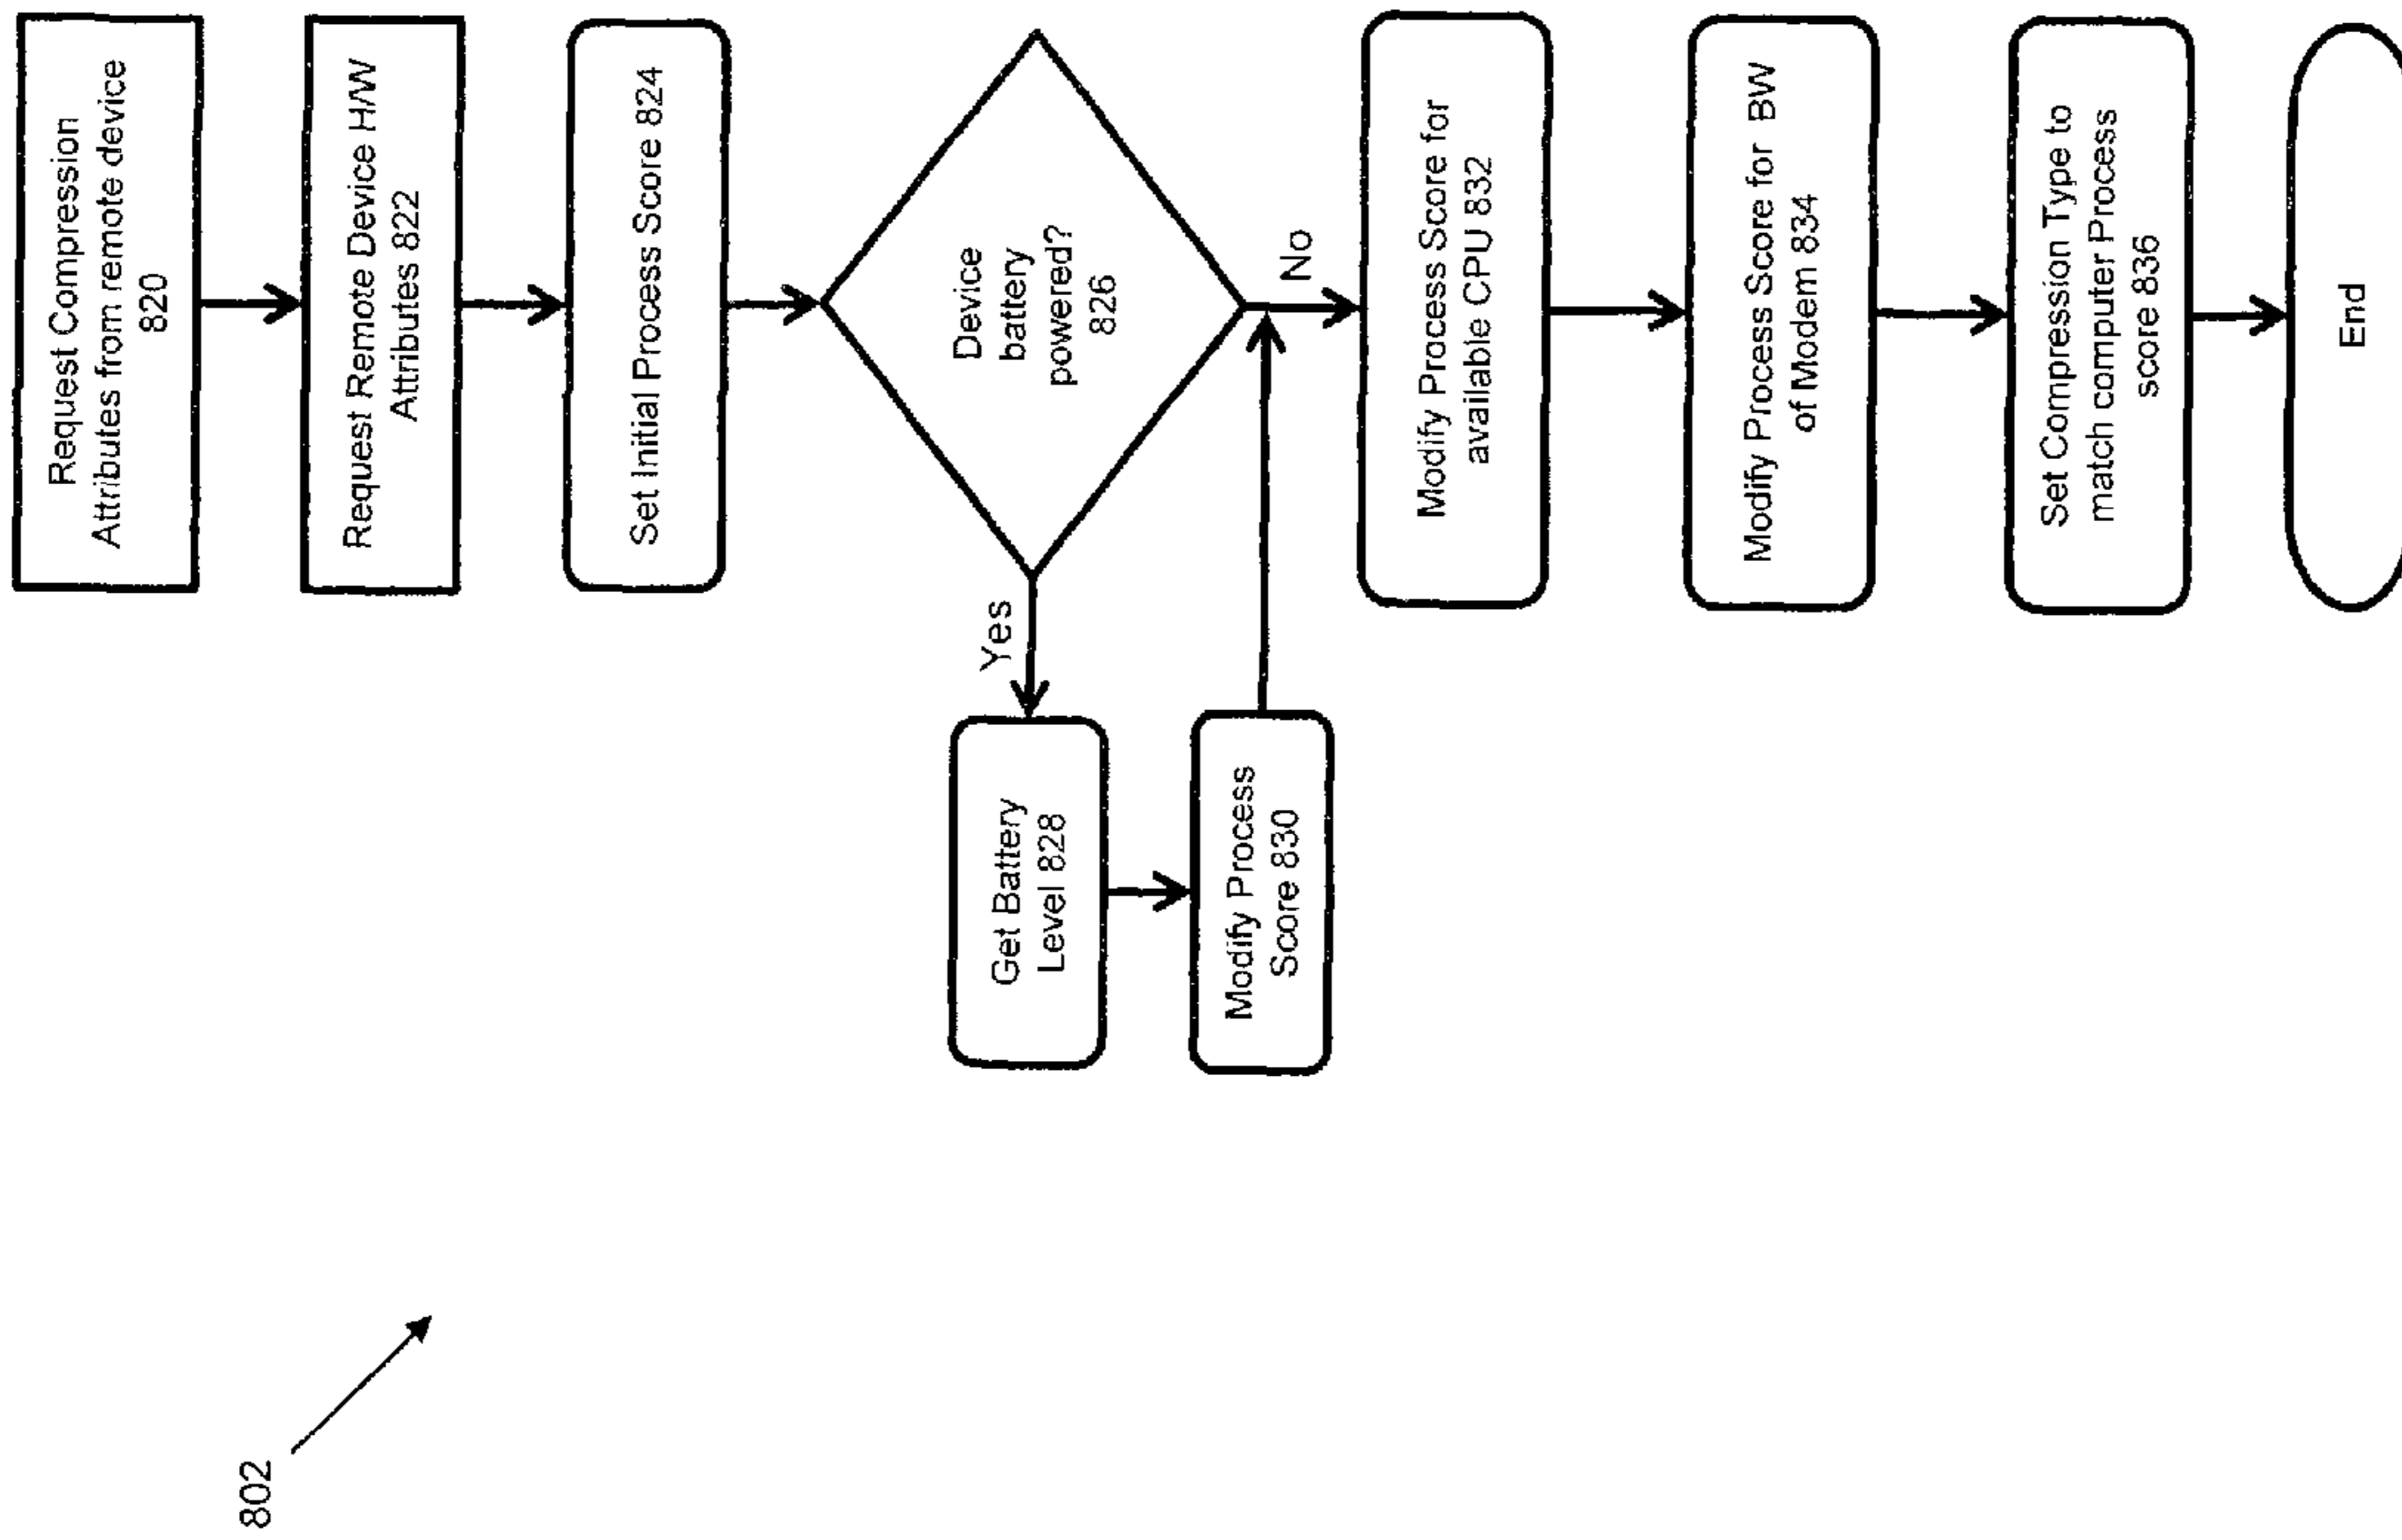 Request Compression
Attributes from remote device
820
Request Remote Device H/W
Attributes 822
Set Initial Process Score 824
Device
battery
powered?
826
Yes
No
Get Battery
Level 828
Modify Process
Score 830
Modify Process Score for
available CPU 832
Modify Process Score for BW
of Modem 834
Set Compression Type to
match computer Process
score 836
End
802